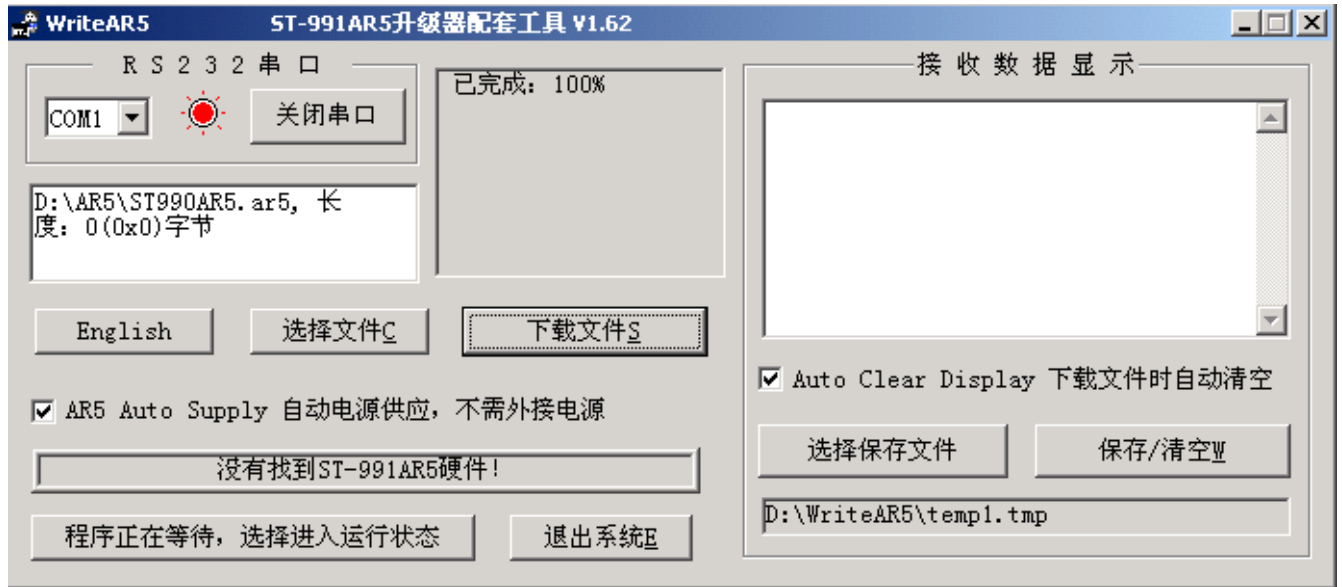 WriteAR5 ST-991AR5升级器配套工具 V1.62
RS232串口
COM1
关闭串口
已完成: 100%
D:\AR5\ST990AR5.ar5, 长
度: 0(0x0)字节
English
选择文件C
下载文件S
AR5 Auto Supply 自动电源供应, 不需外接电源
没有找到ST-991AR5硬件!
程序正在等待, 选择进入运行状态
退出系统E
接收数据显示
Auto Clear Display 下载文件时自动清空
选择保存文件
保存/清空W
D:\WriteAR5\temp1.tmp